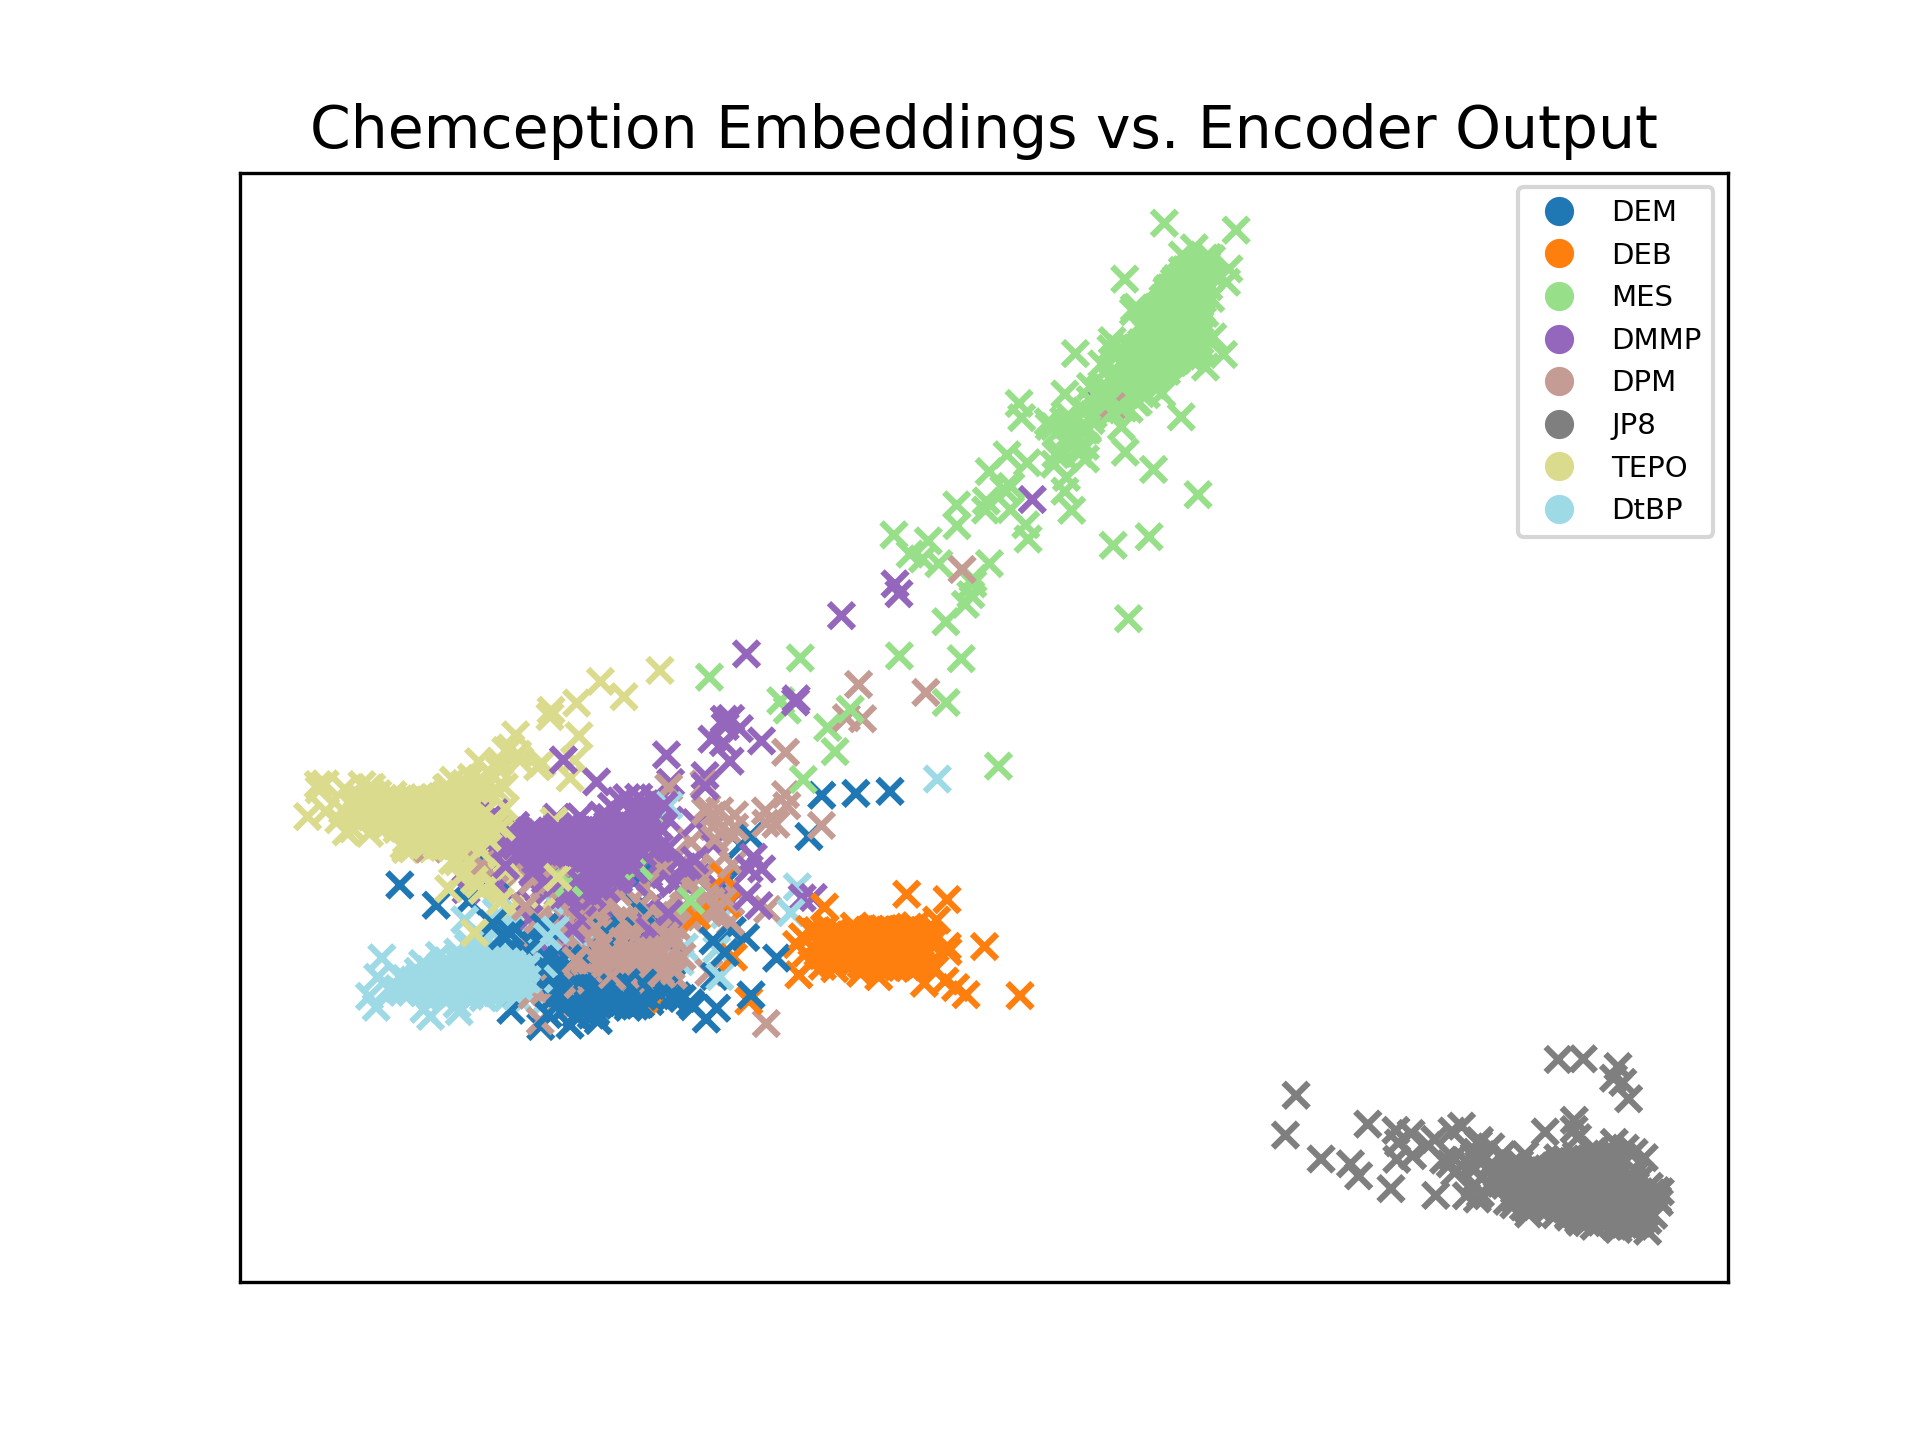 Chemception Embeddings vs. Encoder Output
DEM
DEB
MES
DMMP
DPM
JP8
TEPO
DtBP